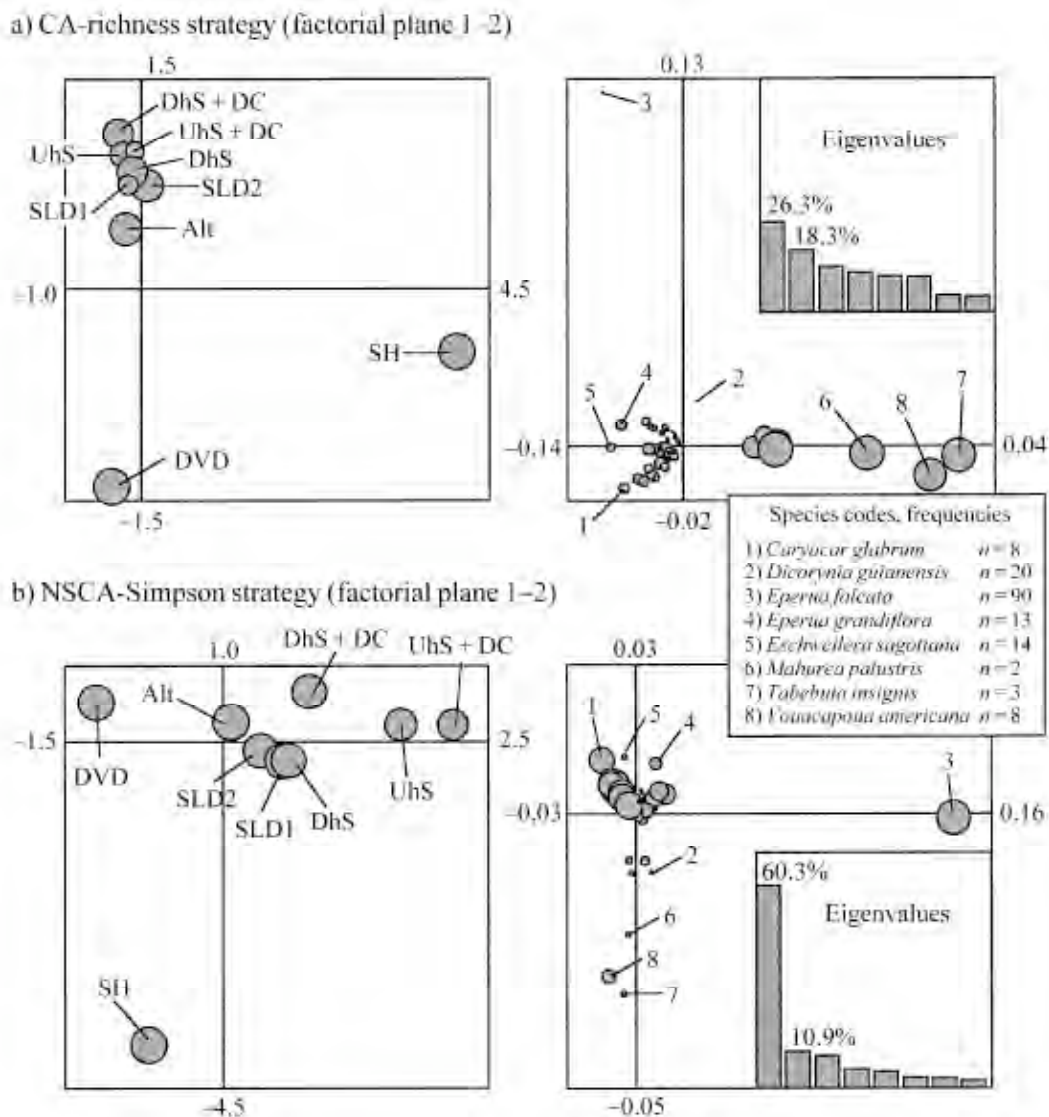 a) CA-richness strategy (factorial plane 1–2)
1.5
DhS + DC
UhS + DC
UhS
DhS
SLD1
SLD2
Alt
–1.0
4.5
SH
DVD
–1.5
0.13
3
Eigenvalues
26.3%
18.3%
2
4
5
6
8
7
–0.14
0.04
1
–0.02
Species codes, frequencies
1) Caryocar glabrum n = 8
2) Dicorynia guianensis n = 20
3) Eperua falcata n = 90
4) Eperua grandiflora n = 13
5) Eschweilera sagotiana n = 14
6) Mahurea palustris n = 2
7) Tabebuia insignis n = 3
8) Vouacapoua americana n = 8
b) NSCA-Simpson strategy (factorial plane 1–2)
1.0
DhS + DC
UhS + DC
Alt
–1.5
2.5
DVD
SLD2
SLD1
DhS
UhS
SH
–4.5
0.03
1
5
4
3
–0.03
0.16
2
60.3%
Eigenvalues
6
8
7
10.9%
–0.05